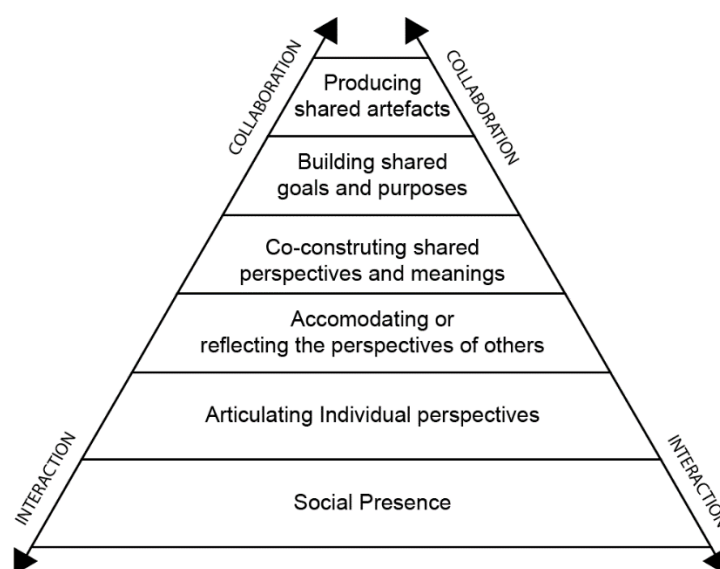 COLLABORATION
COLLABORATION
Producing
shared artefacts
Building shared
goals and purposes
Co-construting shared
perspectives and meanings
Accomodating or
reflecting the perspectives of others
Articulating Individual perspectives
INTERACTION
INTERACTION
Social Presence